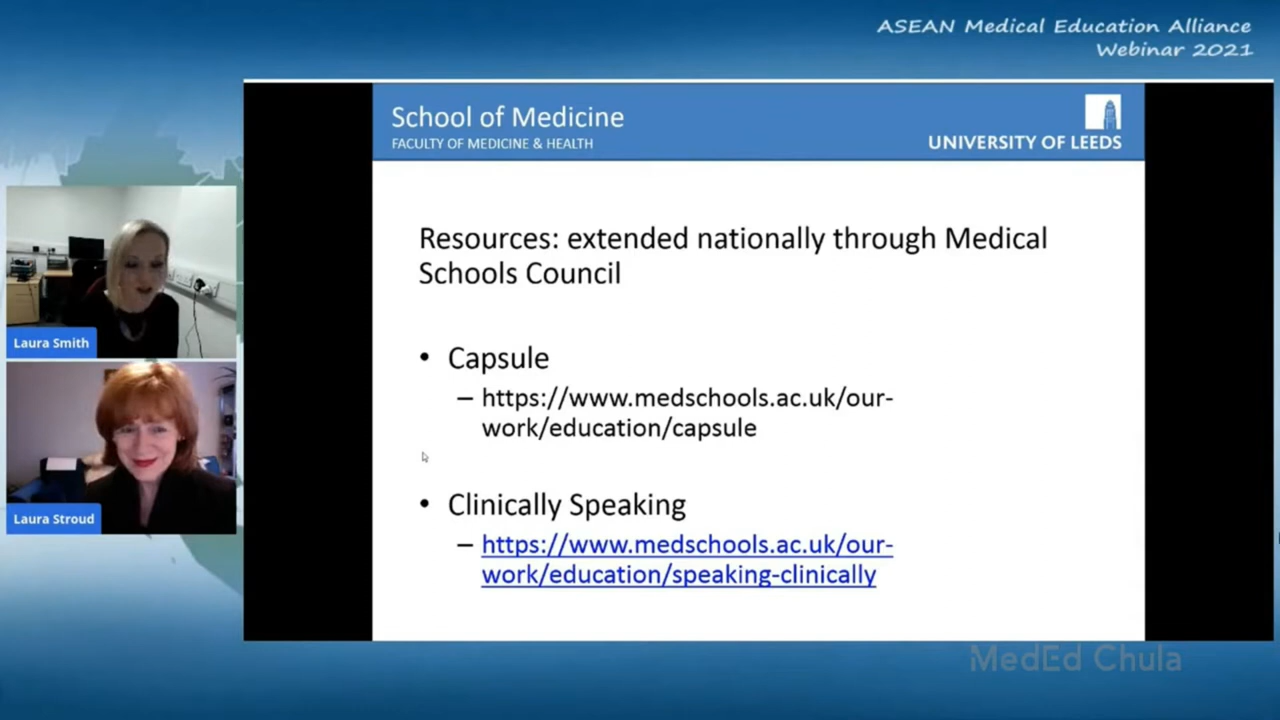 ASEAN Medical Education Alliance
Webinar 2021
School of Medicine
FACULTY OF MEDICINE & HEALTH
UNIVERSITY OF LEEDS
Resources: extended nationally through Medical
Schools Council
• Capsule
– https://www.medschools.ac.uk/our-
work/education/capsule
• Clinically Speaking
– https://www.medschools.ac.uk/our-
work/education/speaking-clinically
Laura Smith
Laura Stroud
MedEd Chula